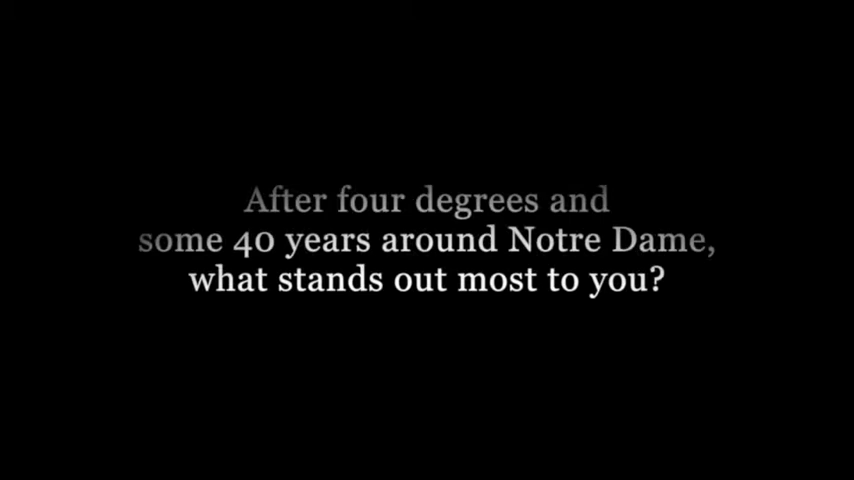 After four degrees and
some 40 years around Notre Dame,
what stands out most to you?